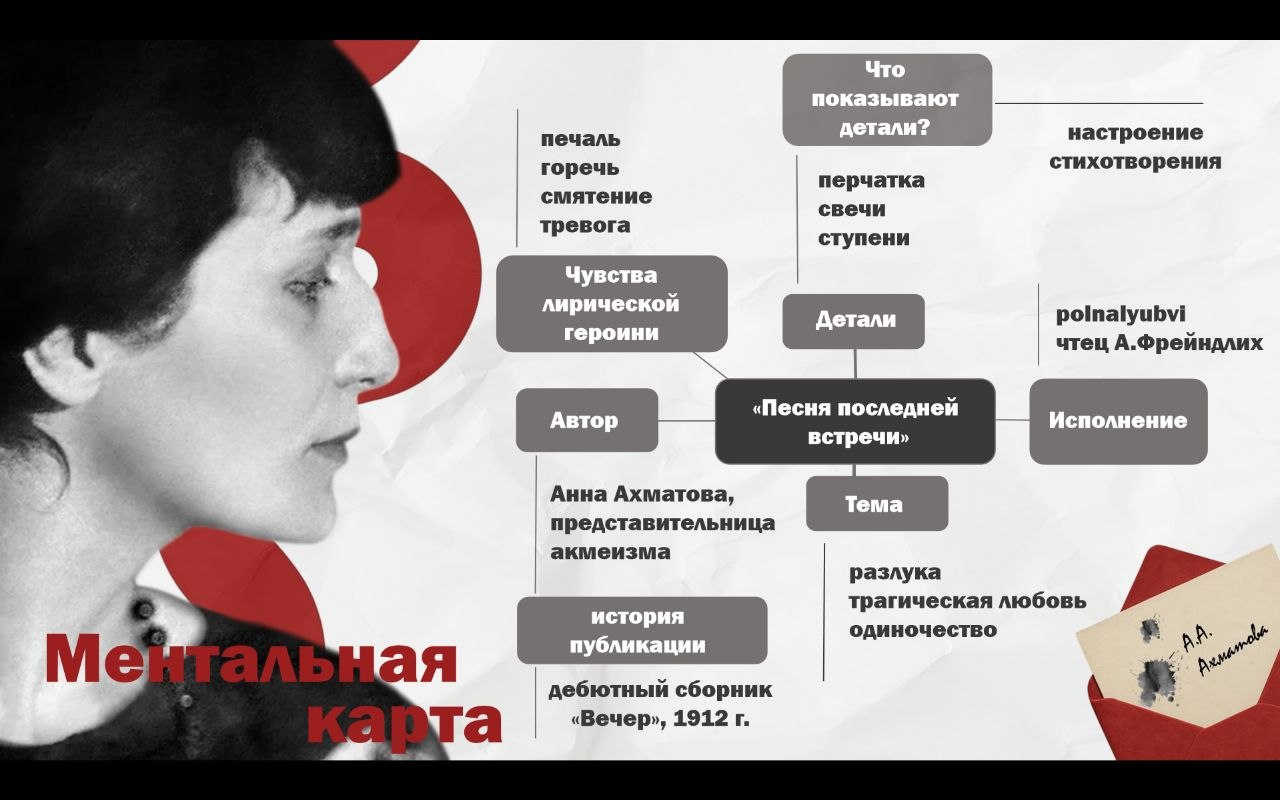 Что
показывают
детали?
настроение
стихотворения
печаль
горечь
смятение
тревога
перчатка
свечи
ступени
Чувства
лирической
героини
Детали
polnalyubvi
чтец А.Фрейндлих
Автор
«Песня последней
встречи»
Исполнение
Анна Ахматова,
представительница
акмеизма
Тема
разлука
трагическая любовь
одиночество
история
публикации
дебютный сборник
«Вечер», 1912 г.
Ментальная
карта
А.А.
Ахматова